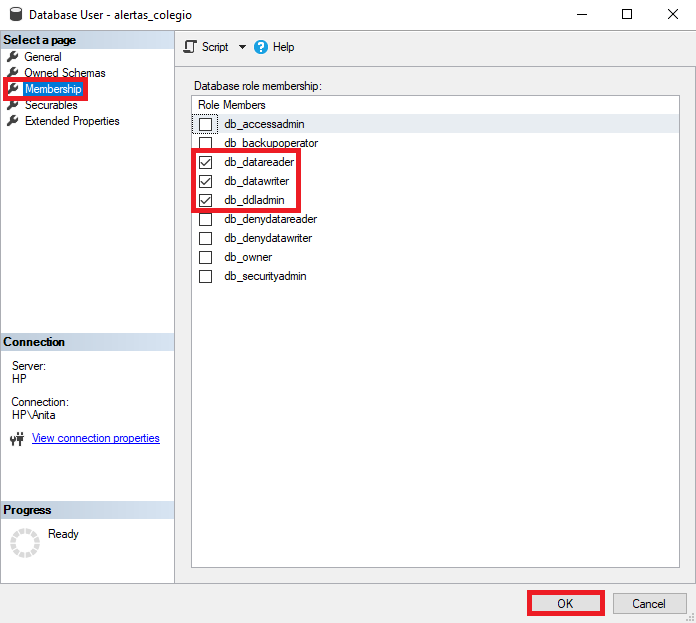 Database User - alertas_colegio
Select a page
General
Owned Schemas
Membership
Securables
Extended Properties
Connection
Server:
HP
Connection:
HP\Anita
View connection properties
Progress
Ready
Script
Help
Database role membership:
Role Members
db_accessadmin
db_backupoperator
db_datareader
db_datawriter
db_ddladmin
db_denydatareader
db_denydatawriter
db_owner
db_securityadmin
OK
Cancel